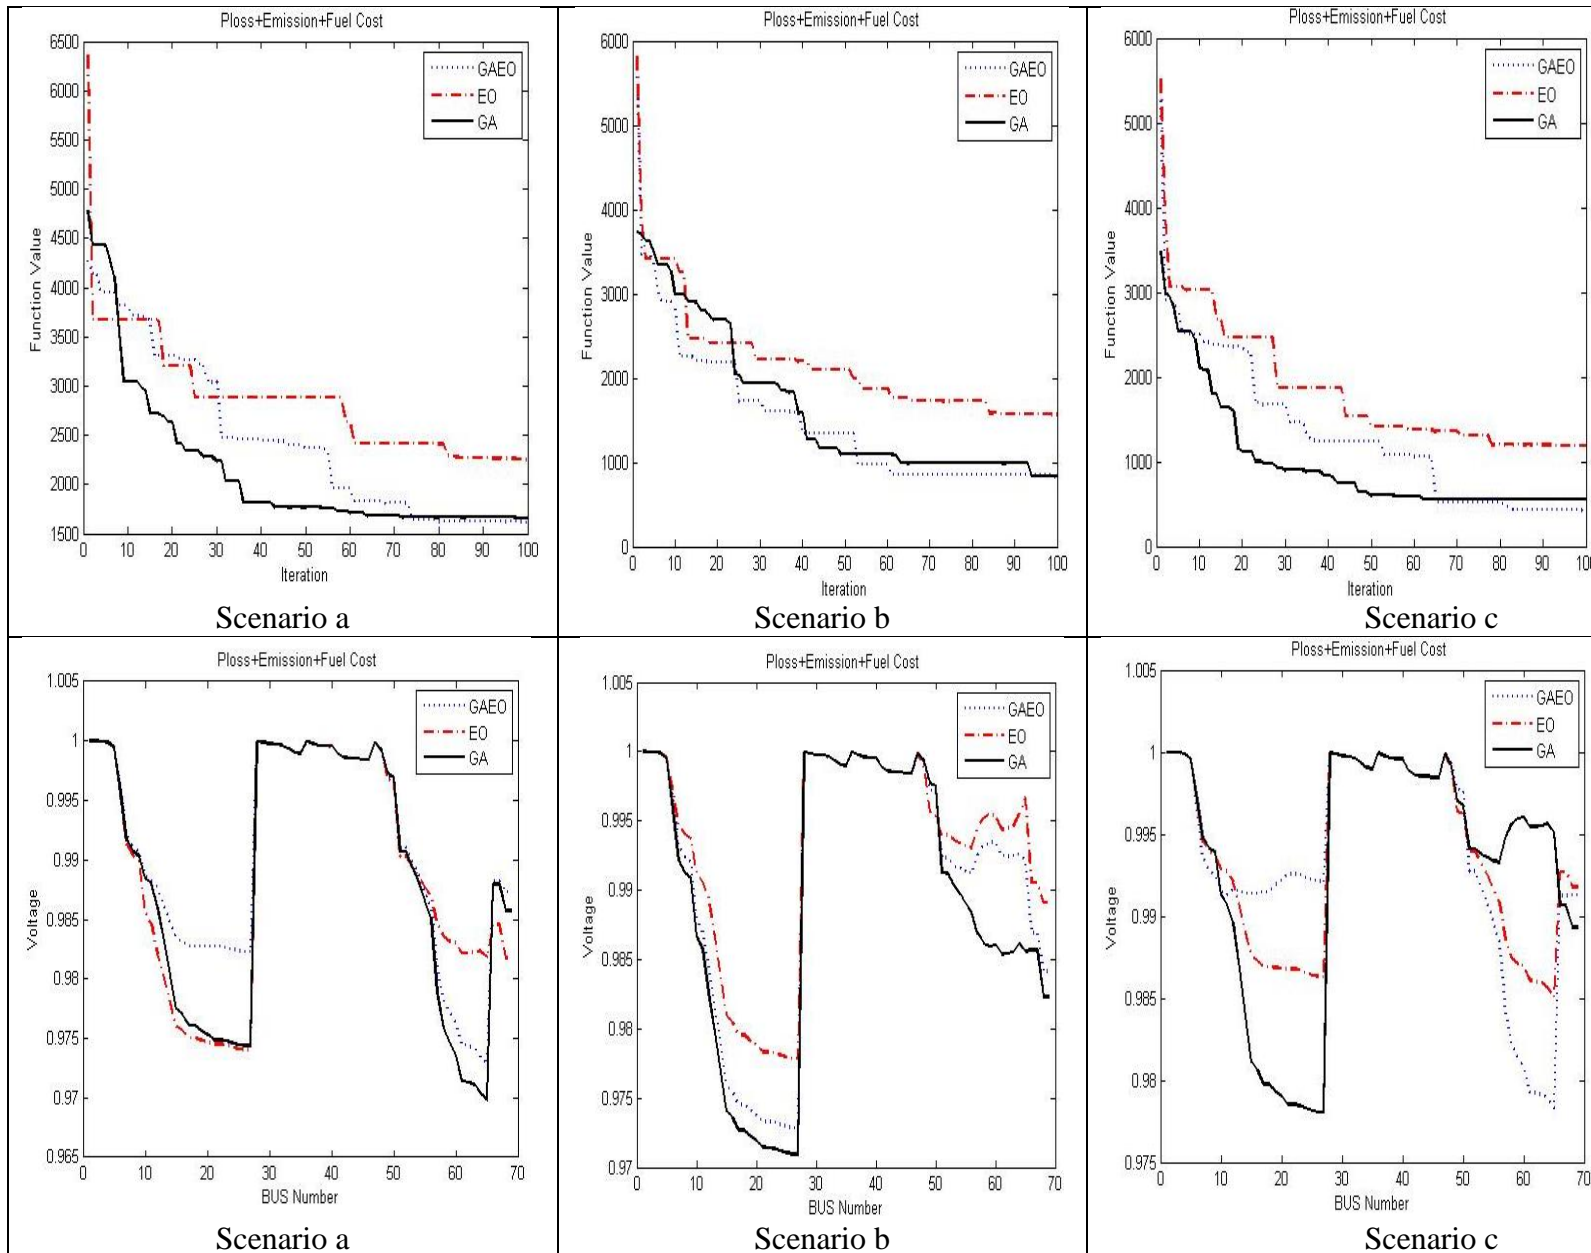 Ploss+Emission+Fuel Cost
6500
6000
5500
5000
4500
4000
3500
3000
2500
2000
1500
Function Value
GAEO
EO
GA
0 10 20 30 40 50 60 70 80 90 100
Iteration
Scenario a
Ploss+Emission+Fuel Cost
6000
5000
4000
3000
2000
1000
0
Function Value
GAEO
EO
GA
0 10 20 30 40 50 60 70 80 90 100
Iteration
Scenario b
Ploss+Emission+Fuel Cost
6000
5000
4000
3000
2000
1000
0
Function Value
GAEO
EO
GA
0 10 20 30 40 50 60 70 80 90 100
Iteration
Scenario c
Ploss+Emission+Fuel Cost
1.005
1
0.995
0.99
0.985
0.98
0.975
0.97
0.965
Voltage
GAEO
EO
GA
0 10 20 30 40 50 60 70
BUS Number
Scenario a
Ploss+Emission+Fuel Cost
1.005
1
0.995
0.99
0.985
0.98
0.975
0.97
Voltage
GAEO
EO
GA
0 10 20 30 40 50 60 70
BUS Number
Scenario b
Ploss+Emission+Fuel Cost
1.005
1
0.995
0.99
0.985
0.98
0.975
Voltage
GAEO
EO
GA
0 10 20 30 40 50 60 70
BUS Number
Scenario c